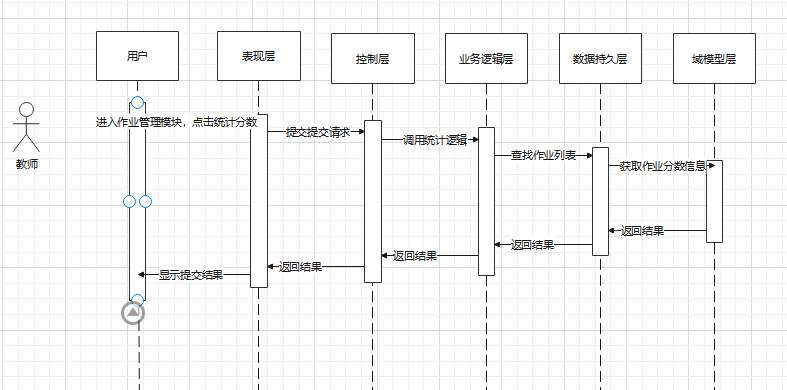 用户
表现层
控制层
业务逻辑层
数据持久层
域模型层
教师
进入作业管理模块，点击统计分数
提交提交请求
调用统计逻辑
查找作业列表
获取作业分数信息
返回结果
返回结果
返回结果
返回结果
显示提交结果